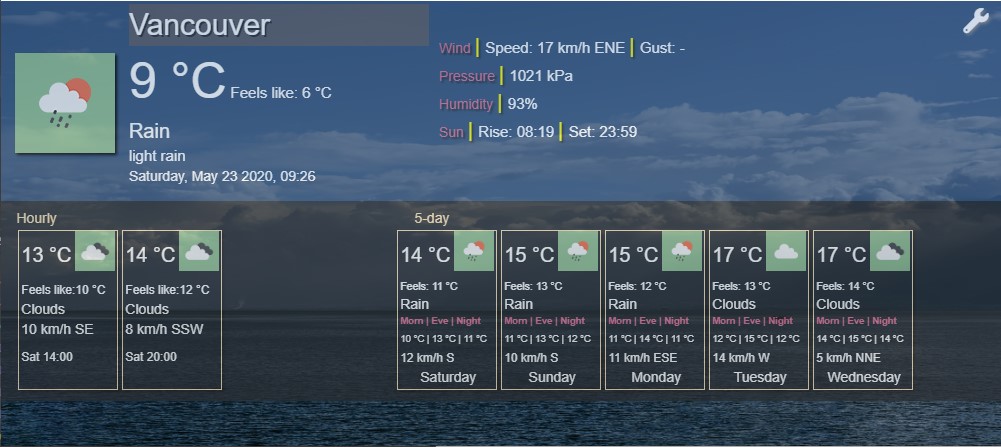 Vancouver
9 °C Feels like: 6 °C
Rain
light rain
Saturday, May 23 2020, 09:26
Wind | Speed: 17 km/h ENE | Gust: -
Pressure | 1021 kPa
Humidity | 93%
Sun | Rise: 08:19 | Set: 23:59
Hourly
13 °C
Feels like:10 °C
Clouds
10 km/h SE
Sat 14:00
14 °C
Feels like:12 °C
Clouds
8 km/h SSW
Sat 20:00
5-day
14 °C
Feels: 11 °C
Rain
Morn | Eve | Night
10 °C | 13 °C | 11 °C
12 km/h S
Saturday
15 °C
Feels: 13 °C
Rain
Morn | Eve | Night
11 °C | 13 °C | 12 °C
10 km/h S
Sunday
15 °C
Feels: 12 °C
Rain
Morn | Eve | Night
11 °C | 14 °C | 11 °C
11 km/h ESE
Monday
17 °C
Feels: 13 °C
Clouds
Morn | Eve | Night
12 °C | 15 °C | 12 °C
14 km/h W
Tuesday
17 °C
Feels: 14 °C
Clouds
Morn | Eve | Night
14 °C | 15 °C | 14 °C
5 km/h NNE
Wednesday